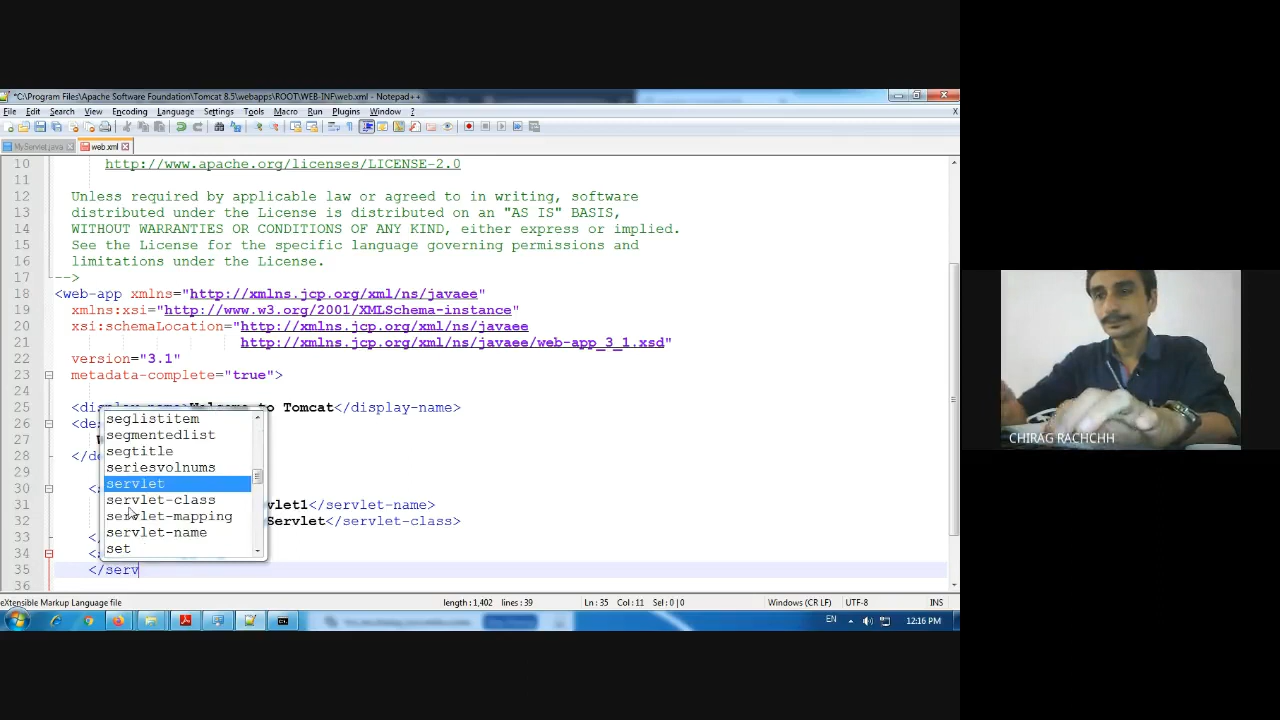 *C:\Program Files\Apache Software Foundation\Tomcat 8.5\webapps\ROOT\WEB-INF\web.xml - Notepad++
File Edit Search View Encoding Language Settings Tools Macro Run Plugins Window ?
MyServlet.java web.xml
10 http://www.apache.org/licenses/LICENSE-2.0
11
12 Unless required by applicable law or agreed to in writing, software
13 distributed under the License is distributed on an "AS IS" BASIS,
14 WITHOUT WARRANTIES OR CONDITIONS OF ANY KIND, either express or implied.
15 See the License for the specific language governing permissions and
16 limitations under the License.
17 -->
18 <web-app xmlns="http://xmlns.jcp.org/xml/ns/javaee"
19 xmlns:xsi="http://www.w3.org/2001/XMLSchema-instance"
20 xsi:schemaLocation="http://xmlns.jcp.org/xml/ns/javaee
21 http://xmlns.jcp.org/xml/ns/javaee/web-app_3_1.xsd"
22 version="3.1"
23 metadata-complete="true">
24
25 <display-name>Welcome to Tomcat</display-name>
26 <de
27 W
28 </de
29
30 <
31 vlet1</servlet-name>
32 Servlet</servlet-class>
33 <
34 <
35 </serv
36
seglistitem
segmentedlist
segtitle
seriesvolnums
servlet
servlet-class
servlet-mapping
servlet-name
set
eXtensible Markup Language file length : 1,402 lines : 39 Ln : 35 Col : 11 Sel : 0 | 0 Windows (CR LF) UTF-8 INS
EN 12:16 PM
CHIRAG RACHCHH